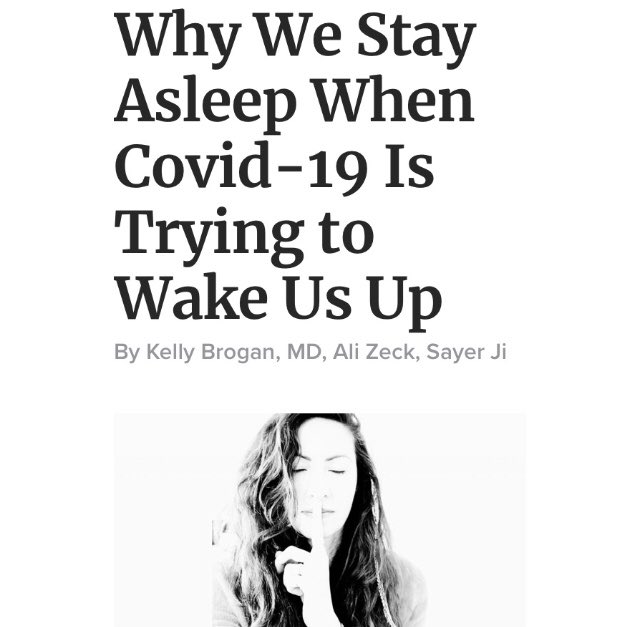 Why We Stay
Asleep When
Covid-19 Is
Trying to
Wake Us Up
By Kelly Brogan, MD, Ali Zeck, Sayer Ji